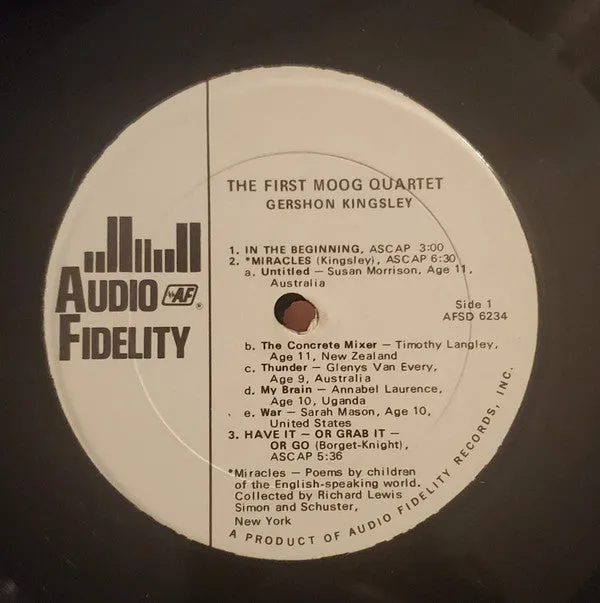 THE FIRST MOOG QUARTET
GERSHON KINGSLEY
1. IN THE BEGINNING, ASCAP 3:00
2. *MIRACLES (Kingsley), ASCAP 6:30
a. Untitled — Susan Morrison, Age 11,
Australia
AUDIO AF®
FIDELITY
Side 1
AFSD 6234
b. The Concrete Mixer — Timothy Langley,
Age 11, New Zealand
c. Thunder — Glenys Van Every,
Age 9, Australia
d. My Brain — Annabel Laurence,
Age 10, Uganda
e. War — Sarah Mason, Age 10,
United States
3. HAVE IT — OR GRAB IT —
OR GO (Borget-Knight),
ASCAP 5:36
*Miracles — Poems by children
of the English-speaking world.
Collected by Richard Lewis
Simon and Schuster,
New York
A PRODUCT OF AUDIO FIDELITY RECORDS, INC.